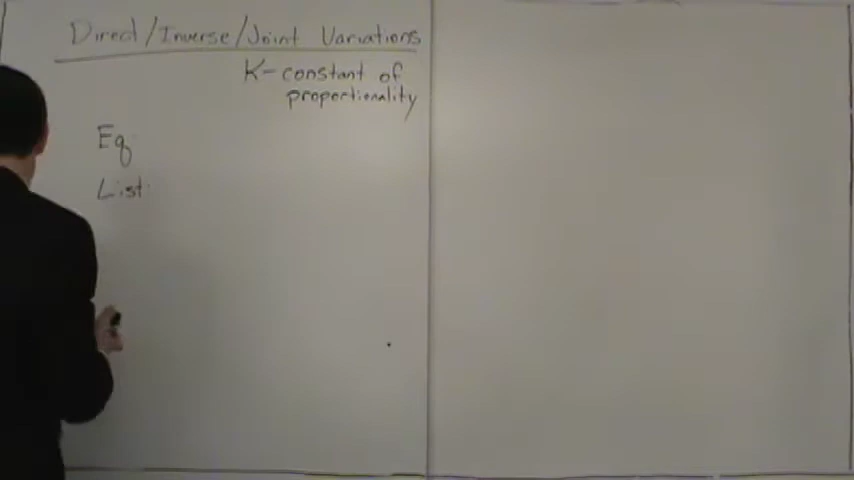 Direct/Inverse/Joint Variations
K-constant of
proportionality
Eq:
List: